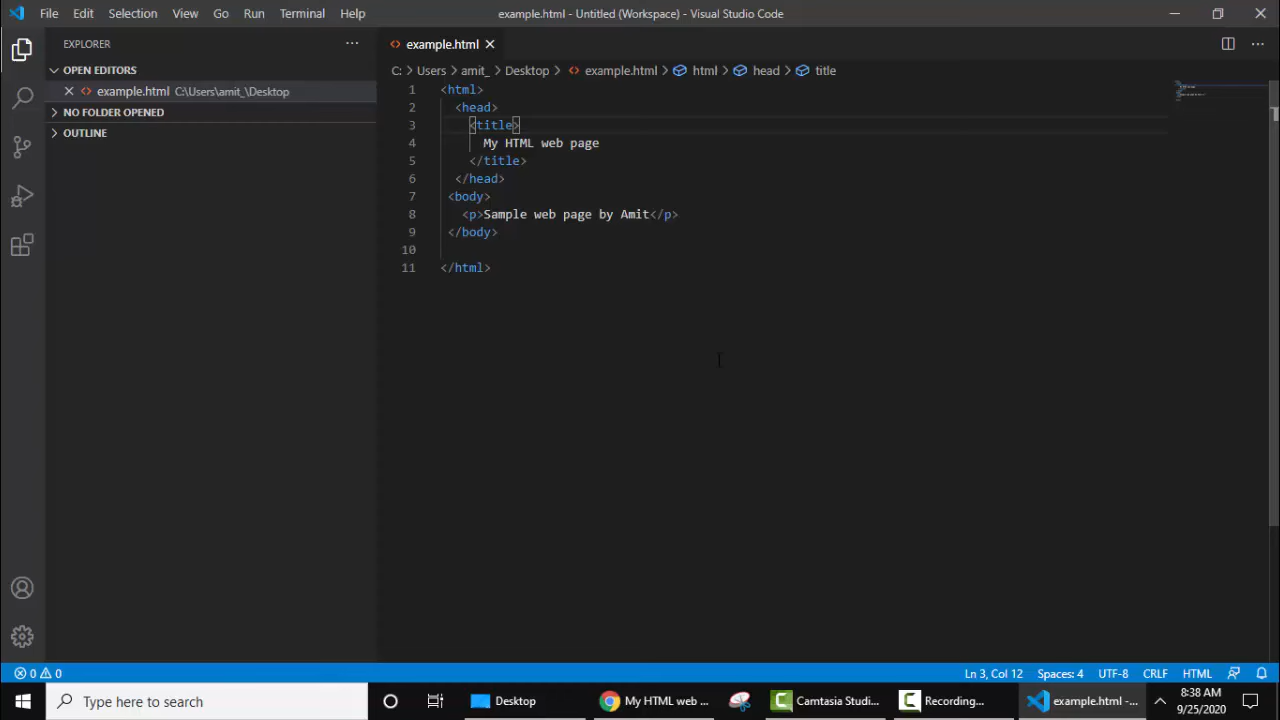 File Edit Selection View Go Run Terminal Help example.html - Untitled (Workspace) - Visual Studio Code
EXPLORER
example.html
OPEN EDITORS
example.html C:\Users\amit_\Desktop
NO FOLDER OPENED
OUTLINE
C: > Users > amit_ > Desktop > example.html > html > head > title
1 <html>
2 <head>
3 <title>
4 My HTML web page
5 </title>
6 </head>
7 <body>
8 <p>Sample web page by Amit</p>
9 </body>
10
11 </html>
0 0 Ln 3, Col 12 Spaces: 4 UTF-8 CRLF HTML
Type here to search
Desktop
My HTML web ...
Camtasia Studi...
Recording...
example.html - ...
8:38 AM
9/25/2020